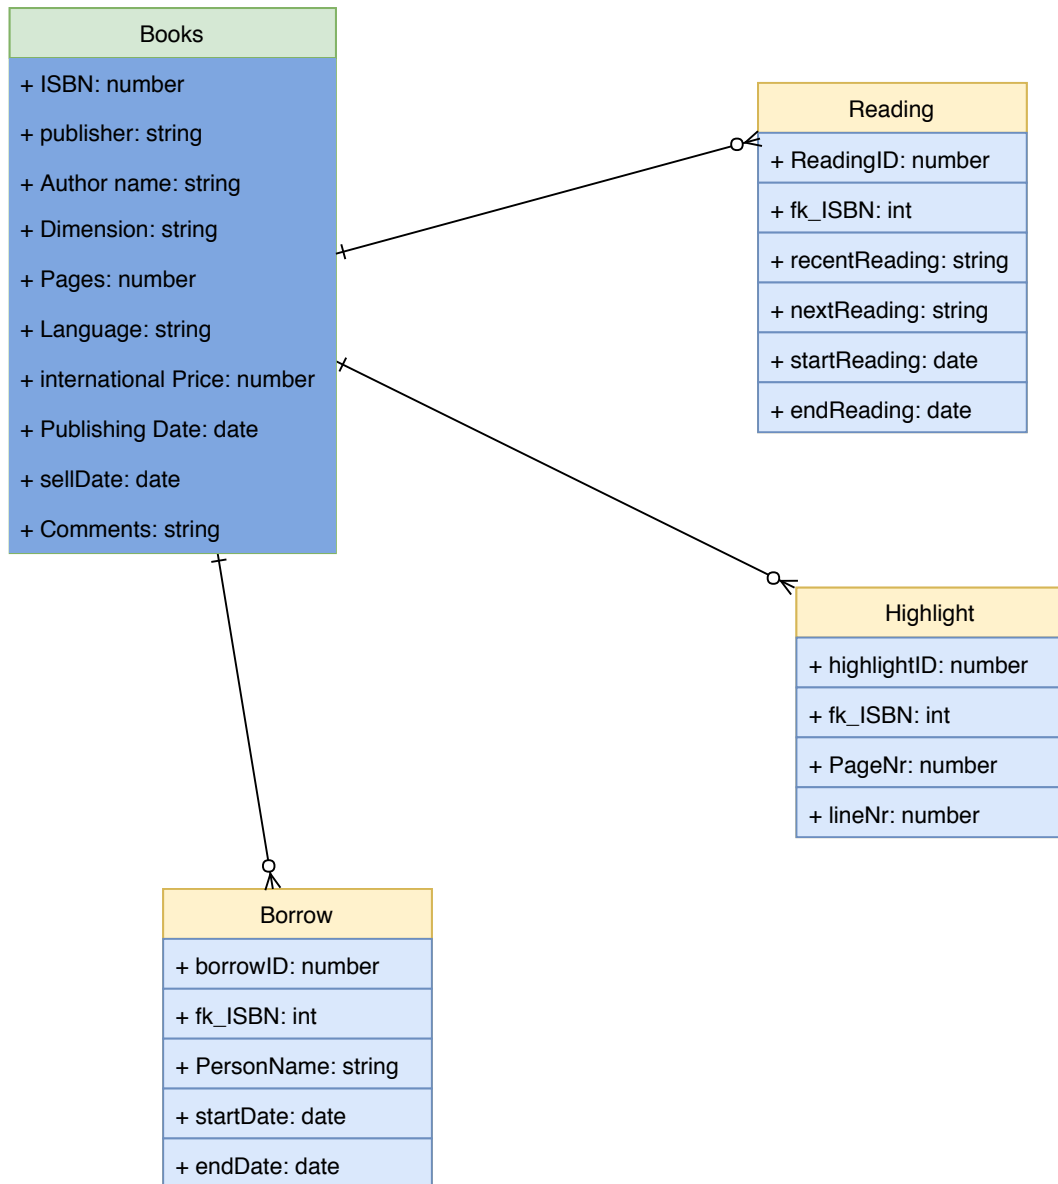 Books
+ ISBN: number
+ publisher: string
+ Author name: string
+ Dimension: string
+ Pages: number
+ Language: string
+ international Price: number
+ Publishing Date: date
+ sellDate: date
+ Comments: string
Reading
+ ReadingID: number
+ fk_ISBN: int
+ recentReading: string
+ nextReading: string
+ startReading: date
+ endReading: date
Highlight
+ highlightID: number
+ fk_ISBN: int
+ PageNr: number
+ lineNr: number
Borrow
+ borrowID: number
+ fk_ISBN: int
+ PersonName: string
+ startDate: date
+ endDate: date